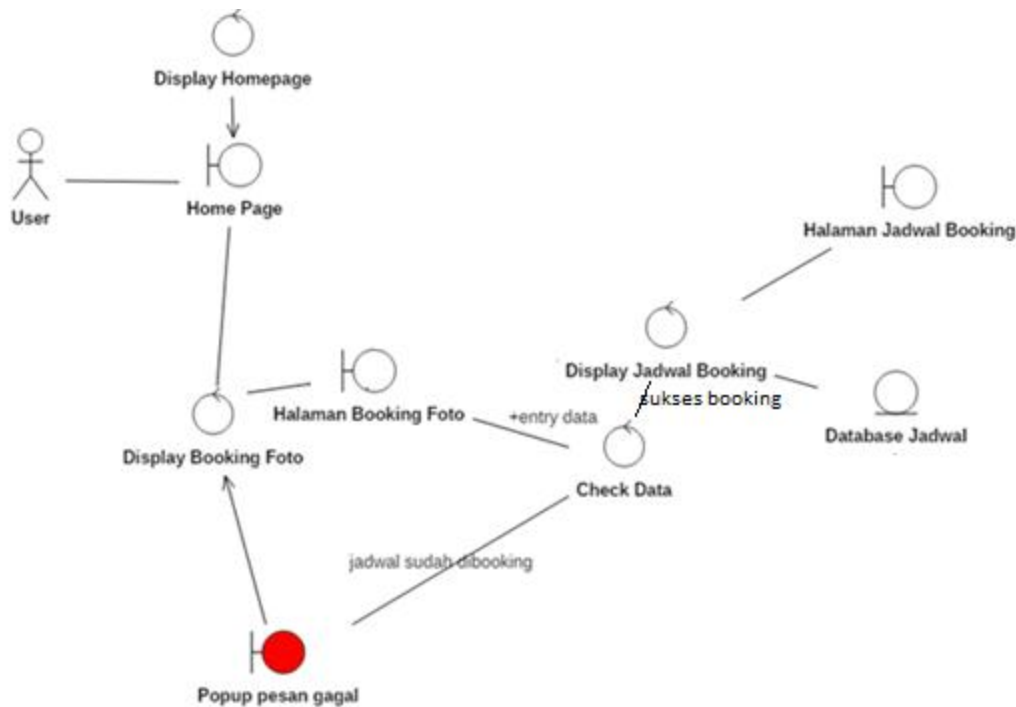 Display Homepage
User
Home Page
Halaman Jadwal Booking
Display Jadwal Booking
sukses booking
Halaman Booking Foto
+entry data
Database Jadwal
Display Booking Foto
Check Data
jadwal sudah dibooking
Popup pesan gagal